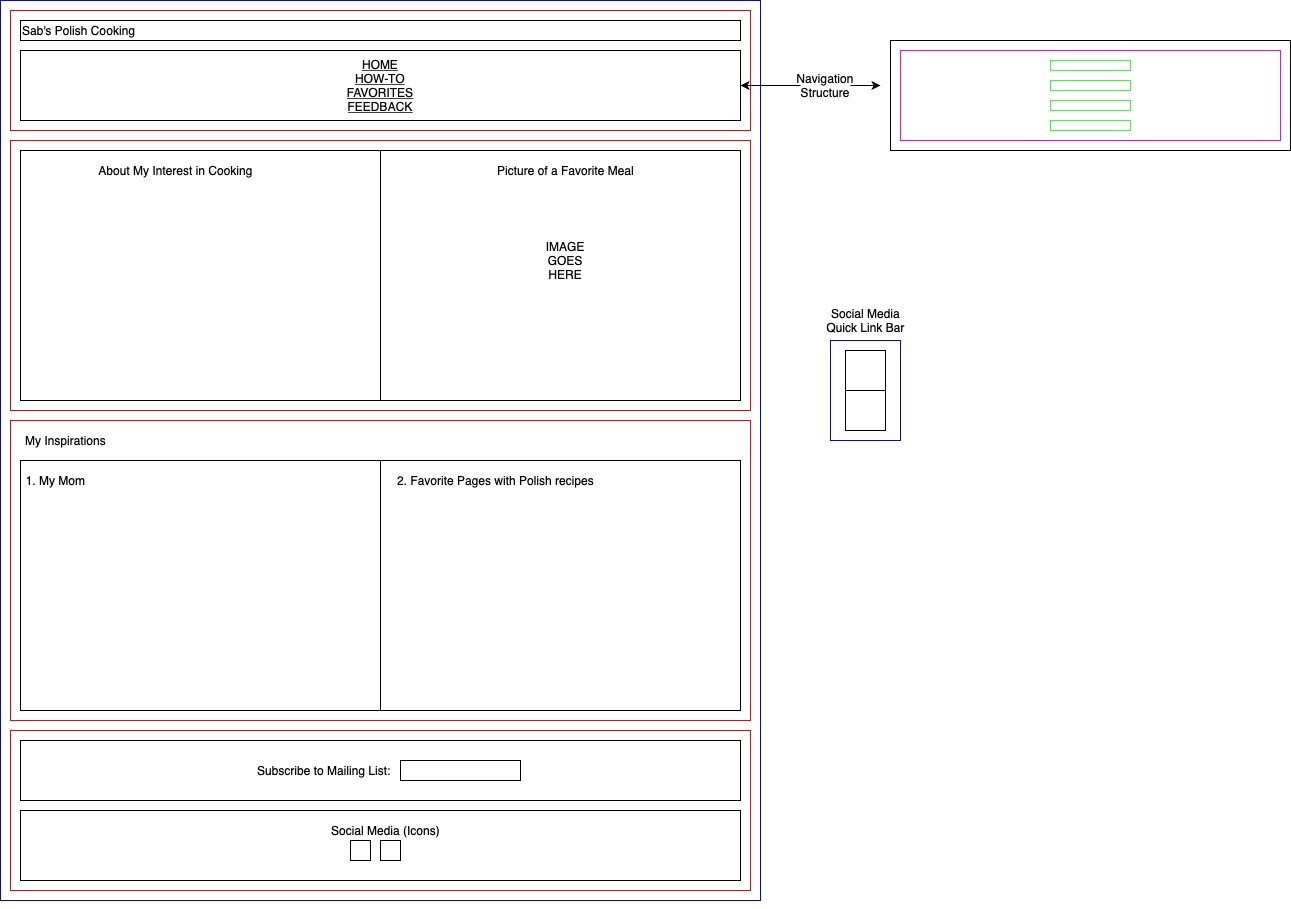 Sab's Polish Cooking
HOME
HOW-TO
FAVORITES
FEEDBACK
Navigation
Structure
About My Interest in Cooking
Picture of a Favorite Meal
IMAGE
GOES
HERE
Social Media
Quick Link Bar
My Inspirations
1. My Mom
2. Favorite Pages with Polish recipes
Subscribe to Mailing List:
Social Media (Icons)